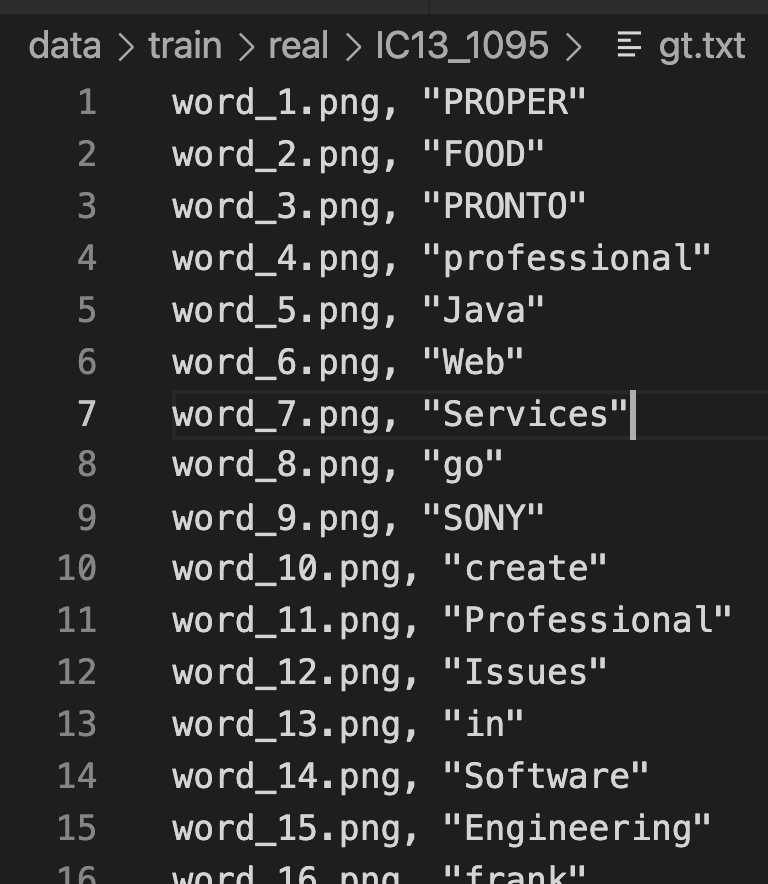 data > train > real > IC13_1095 > gt.txt
1 word_1.png, "PROPER"
2 word_2.png, "FOOD"
3 word_3.png, "PRONTO"
4 word_4.png, "professional"
5 word_5.png, "Java"
6 word_6.png, "Web"
7 word_7.png, "Services"
8 word_8.png, "go"
9 word_9.png, "SONY"
10 word_10.png, "create"
11 word_11.png, "Professional"
12 word_12.png, "Issues"
13 word_13.png, "in"
14 word_14.png, "Software"
15 word_15.png, "Engineering"
16 word_16.png, "frank"